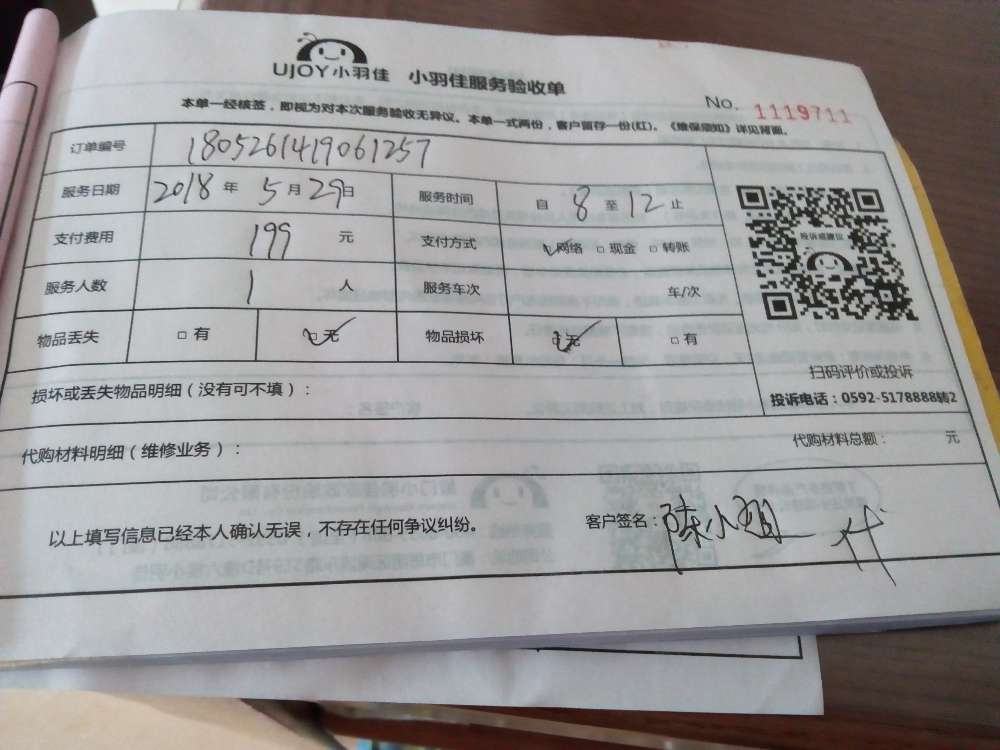 UJOY小羽佳 小羽佳服务验收单
No. 1119711
本单一经核签，即视为对本次服务验收无异议。本单一式两份，客户留存一份(红)。《维保须知》详见背面。
订单编号 180526141906125​7
服务日期 2018 年 5 月 29 日 服务时间 自 8 至 12 止
支付费用 199 元 支付方式 ☑网络 □现金 □转账
服务人数 1 人 服务车次 车/次
物品丢失 □有 ☑无 物品损坏 ☑无 □有
投诉或建议
扫码评价或投诉
投诉电话：0592-5178888转2
损坏或丢失物品明细（没有可不填）：
代购材料明细（维修业务）： 代购材料总额： 元
以上填写信息已经本人确认无误，不存在任何争议纠纷。 客户签名：陈小姐 代